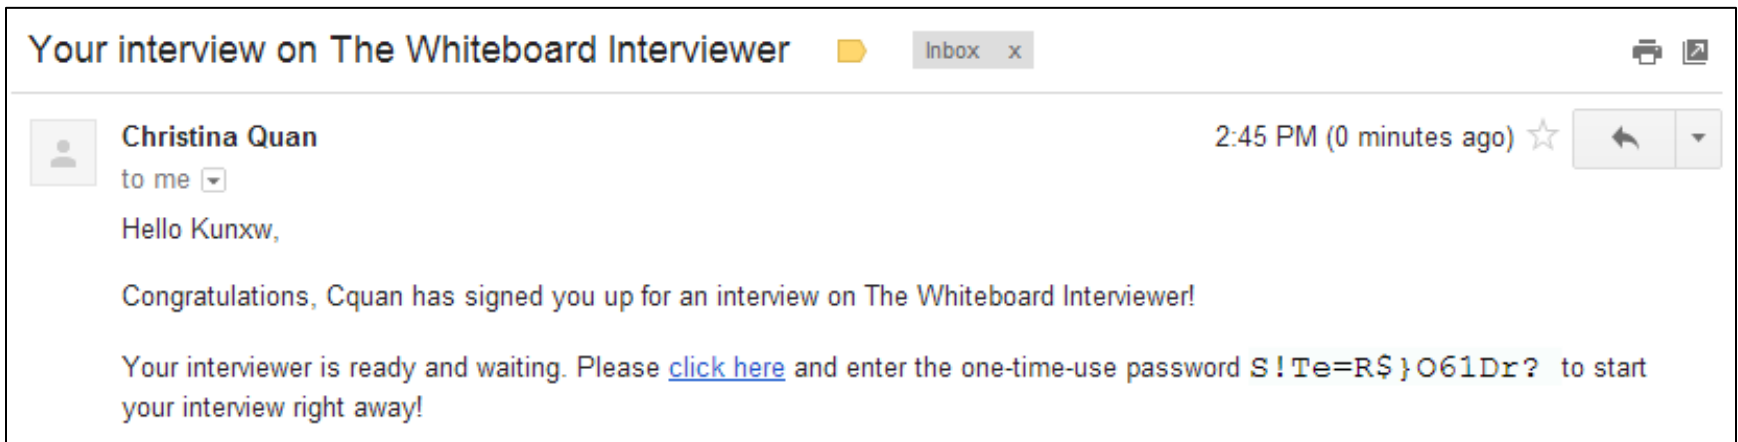 Your interview on The Whiteboard Interviewer Inbox x
Christina Quan 2:45 PM (0 minutes ago)
to me
Hello Kunxw,
Congratulations, Cquan has signed you up for an interview on The Whiteboard Interviewer!
Your interviewer is ready and waiting. Please click here and enter the one-time-use password S!Te=R$}O61Dr? to start
your interview right away!